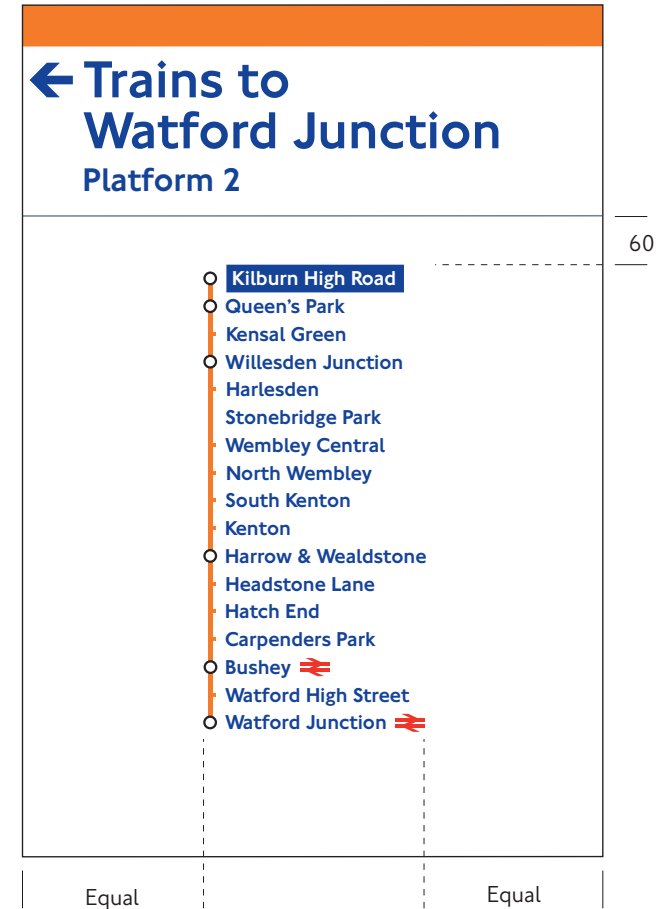 Trains to
Watford Junction
Platform 2
60
Kilburn High Road
Queen's Park
Kensal Green
Willesden Junction
Harlesden
Stonebridge Park
Wembley Central
North Wembley
South Kenton
Kenton
Harrow & Wealdstone
Headstone Lane
Hatch End
Carpenders Park
Bushey
Watford High Street
Watford Junction
Equal
Equal